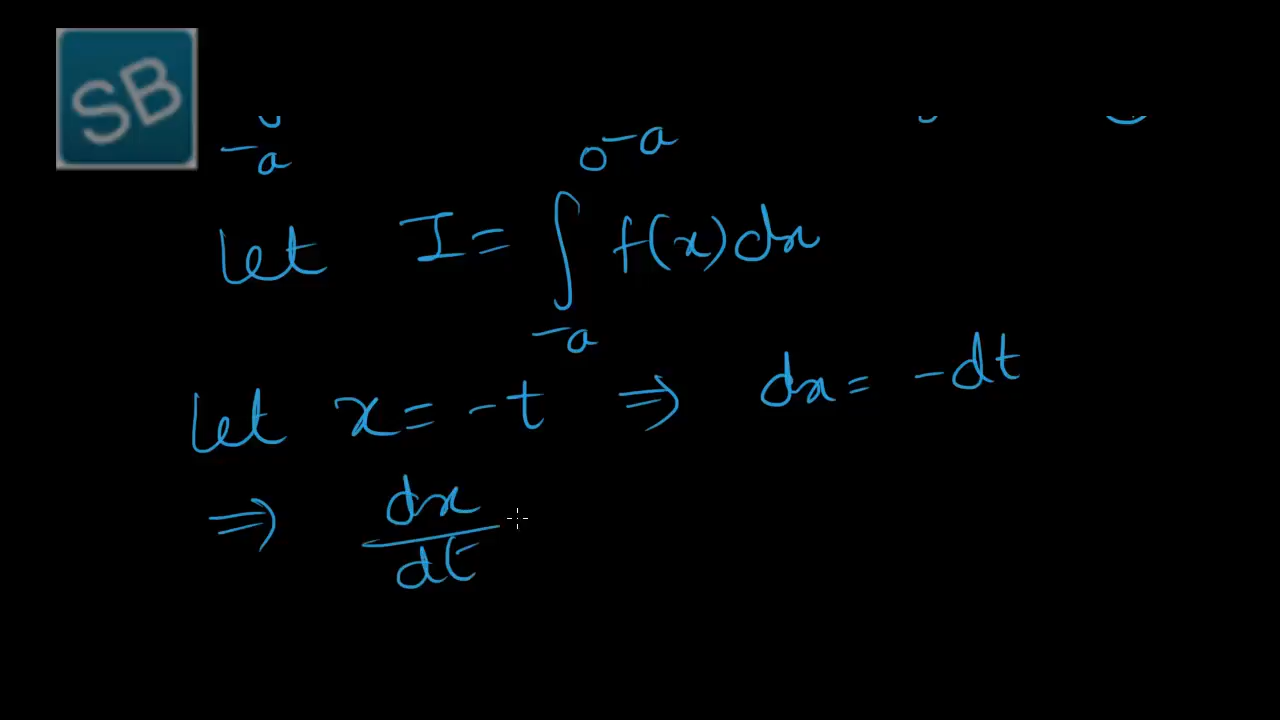 SB
-a
0 -a
let I = ∫ f(x)dx
-a
let x = -t ⇒ dx = -dt
⇒ dx/dt